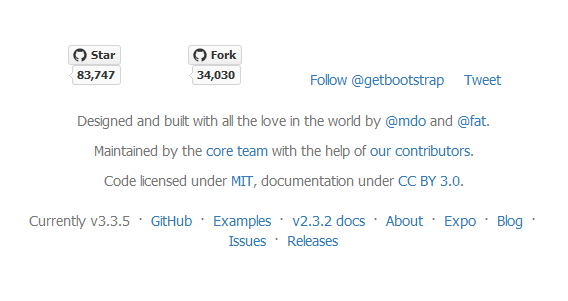 Star Fork
83,747 34,030
Follow @getbootstrap Tweet
Designed and built with all the love in the world by @mdo and @fat.
Maintained by the core team with the help of our contributors.
Code licensed under MIT, documentation under CC BY 3.0.
Currently v3.3.5 · GitHub · Examples · v2.3.2 docs · About · Expo · Blog ·
Issues · Releases